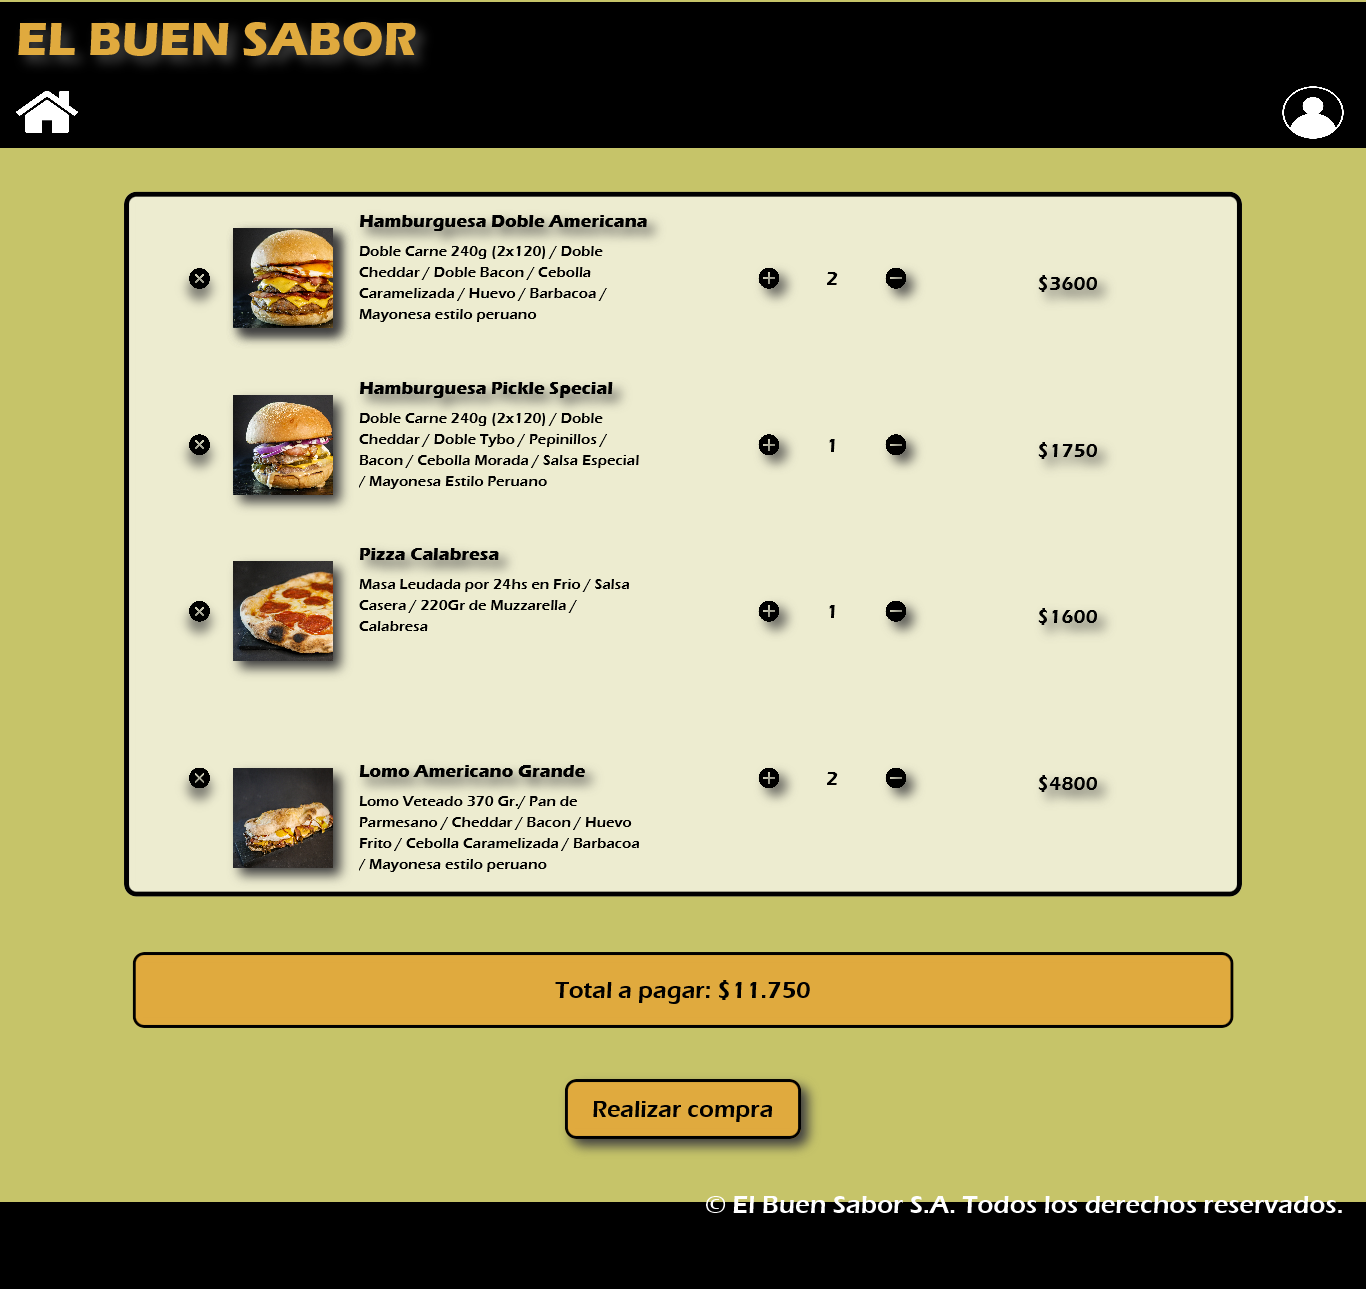 EL BUEN SABOR
Hamburguesa Doble Americana
Doble Carne 240g (2x120) / Doble
Cheddar / Doble Bacon / Cebolla
Caramelizada / Huevo / Barbacoa /
Mayonesa estilo peruano
2
$3600
Hamburguesa Pickle Special
Doble Carne 240g (2x120) / Doble
Cheddar / Doble Tybo / Pepinillos /
Bacon / Cebolla Morada / Salsa Especial
/ Mayonesa Estilo Peruano
1
$1750
Pizza Calabresa
Masa Leudada por 24hs en Frio / Salsa
Casera / 220Gr de Muzzarella /
Calabresa
1
$1600
Lomo Americano Grande
Lomo Veteado 370 Gr./ Pan de
Parmesano / Cheddar / Bacon / Huevo
Frito / Cebolla Caramelizada / Barbacoa
/ Mayonesa estilo peruano
2
$4800
Total a pagar: $11.750
Realizar compra
© El Buen Sabor S.A. Todos los derechos reservados.